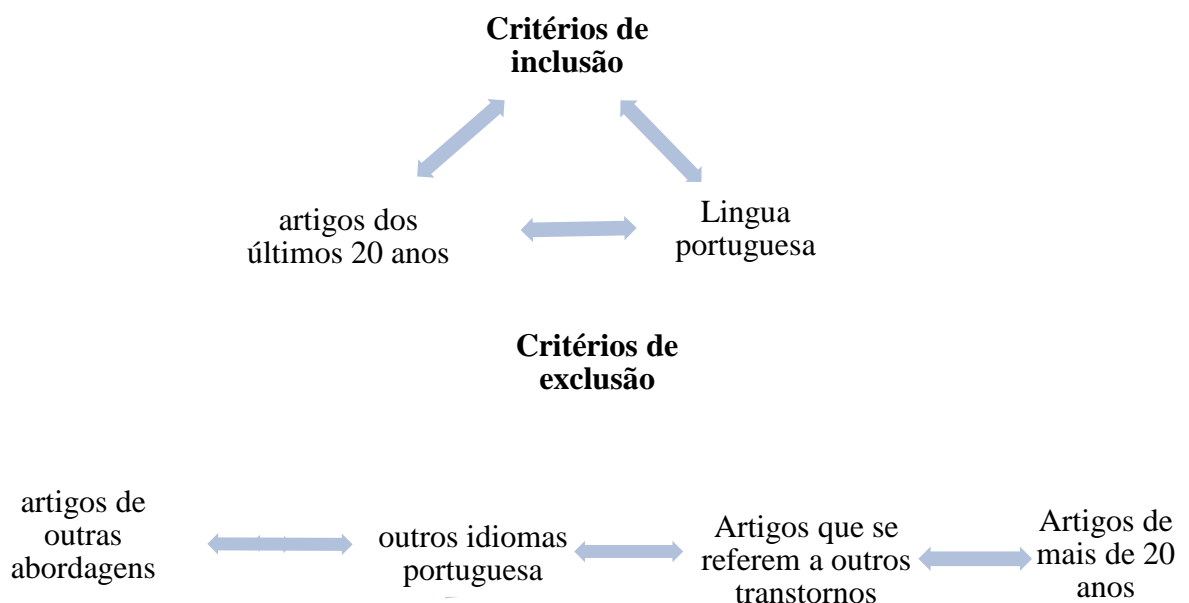 Critérios de
inclusão
artigos dos
últimos 20 anos
Lingua
portuguesa
Critérios de
exclusão
artigos de
outras
abordagens
outros idiomas
portuguesa
Artigos que se
referem a outros
transtornos
Artigos de
mais de 20
anos